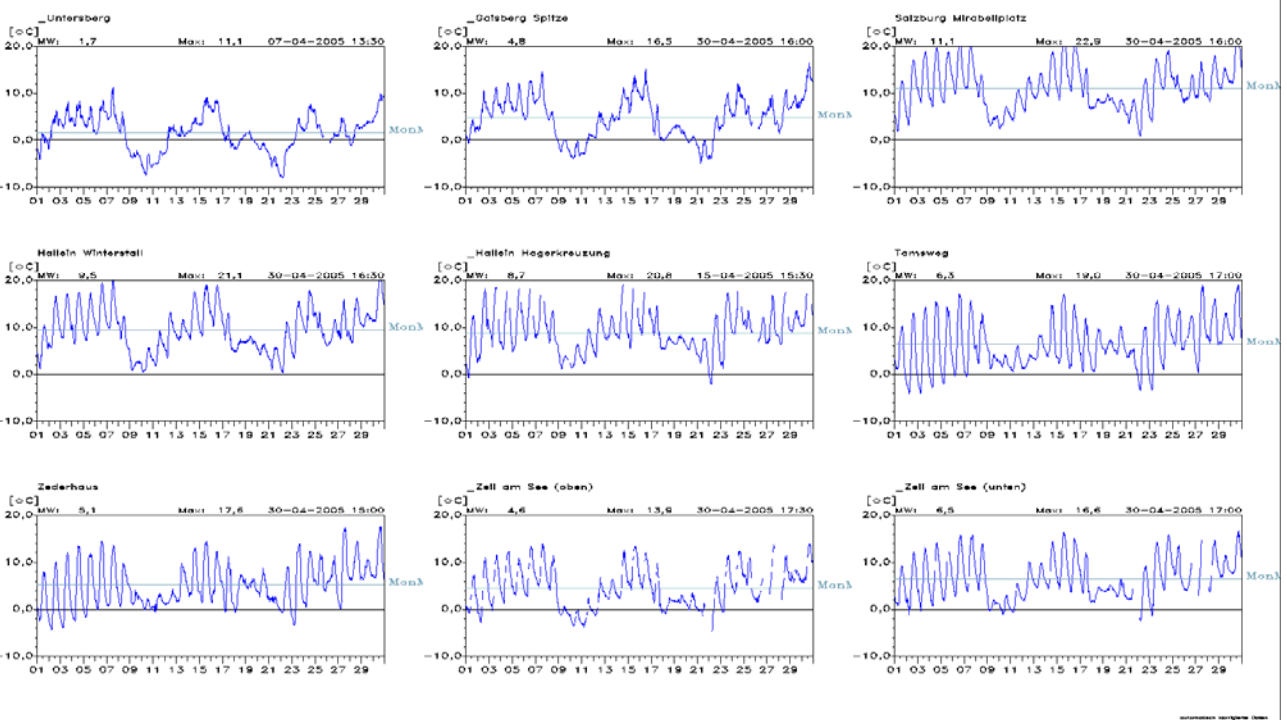 _Untersberg
[°C]
MW: 1,7 Max: 11,1 07-04-2005 13:30
20,0
10,0
0,0
-10,0
MonM
01 03 05 07 09 11 13 15 17 19 21 23 25 27 29
_Gaisberg Spitze
[°C]
MW: 4,8 Max: 16,5 30-04-2005 16:00
20,0
10,0
0,0
-10,0
MonM
01 03 05 07 09 11 13 15 17 19 21 23 25 27 29
Salzburg Mirabellplatz
[°C]
MW: 11,1 Max: 22,9 30-04-2005 16:00
20,0
10,0
0,0
-10,0
MonM
01 03 05 07 09 11 13 15 17 19 21 23 25 27 29
Hallein Winterstall
[°C]
MW: 9,5 Max: 21,1 30-04-2005 16:30
20,0
10,0
0,0
-10,0
MonM
01 03 05 07 09 11 13 15 17 19 21 23 25 27 29
_Hallein Hagerkreuzung
[°C]
MW: 8,7 Max: 20,8 15-04-2005 15:30
20,0
10,0
0,0
-10,0
MonM
01 03 05 07 09 11 13 15 17 19 21 23 25 27 29
Tamsweg
[°C]
MW: 6,3 Max: 19,0 30-04-2005 17:00
20,0
10,0
0,0
-10,0
MonM
01 03 05 07 09 11 13 15 17 19 21 23 25 27 29
Zederhaus
[°C]
MW: 5,1 Max: 17,6 30-04-2005 15:00
20,0
10,0
0,0
-10,0
MonM
01 03 05 07 09 11 13 15 17 19 21 23 25 27 29
_Zell am See (oben)
[°C]
MW: 4,6 Max: 13,9 30-04-2005 17:30
20,0
10,0
0,0
-10,0
MonM
01 03 05 07 09 11 13 15 17 19 21 23 25 27 29
_Zell am See (unten)
[°C]
MW: 6,5 Max: 16,6 30-04-2005 17:00
20,0
10,0
0,0
-10,0
MonM
01 03 05 07 09 11 13 15 17 19 21 23 25 27 29